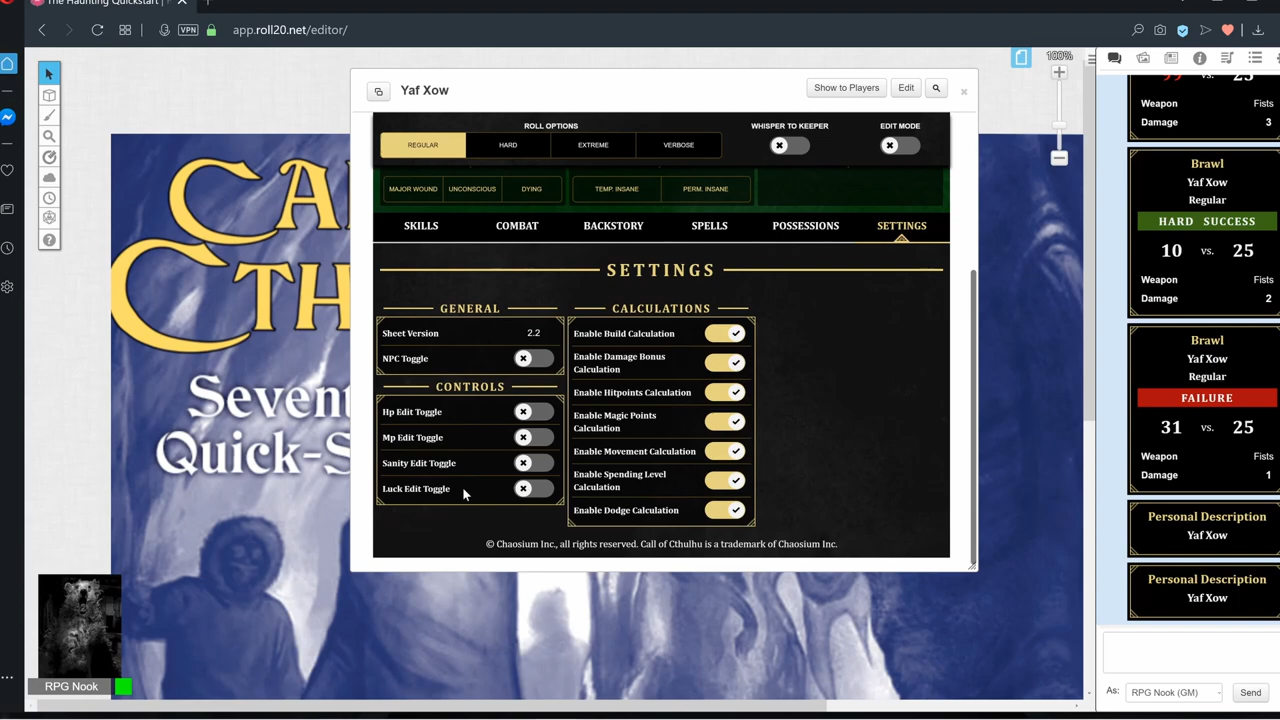 The Haunting Quickstart |
VPN
app.roll20.net/editor/
100%
Yaf Xow
Show to Players
Edit
ROLL OPTIONS
WHISPER TO KEEPER
EDIT MODE
REGULAR
HARD
EXTREME
VERBOSE
MAJOR WOUND
UNCONSCIOUS
DYING
TEMP. INSANE
PERM. INSANE
SKILLS
COMBAT
BACKSTORY
SPELLS
POSSESSIONS
SETTINGS
SETTINGS
GENERAL
Sheet Version 2.2
NPC Toggle
CONTROLS
Hp Edit Toggle
Mp Edit Toggle
Sanity Edit Toggle
Luck Edit Toggle
CALCULATIONS
Enable Build Calculation
Enable Damage Bonus
Calculation
Enable Hitpoints Calculation
Enable Magic Points
Calculation
Enable Movement Calculation
Enable Spending Level
Calculation
Enable Dodge Calculation
© Chaosium Inc., all rights reserved. Call of Cthulhu is a trademark of Chaosium Inc.
CA
CTH
Sevent
Quick-S
RPG Nook
99 vs. 25
Weapon Fists
Damage 3
Brawl
Yaf Xow
Regular
HARD SUCCESS
10 vs. 25
Weapon Fists
Damage 2
Brawl
Yaf Xow
Regular
FAILURE
31 vs. 25
Weapon Fists
Damage 1
Personal Description
Yaf Xow
Personal Description
Yaf Xow
As:
RPG Nook (GM)
Send